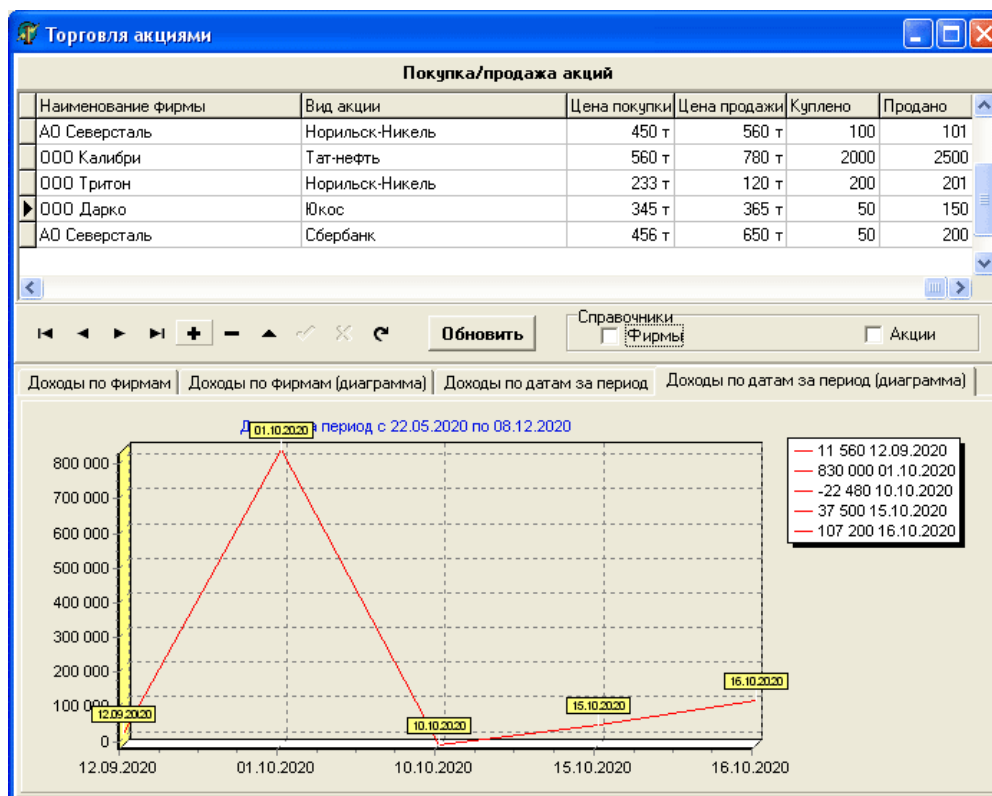 Торговля акциями
Покупка/продажа акций
Наименование фирмы Вид акции Цена покупки Цена продажи Куплено Продано
АО Северсталь Норильск-Никель 450 т 560 т 100 101
ООО Калибри Тат-нефть 560 т 780 т 2000 2500
ООО Тритон Норильск-Никель 233 т 120 т 200 201
ООО Дарко Юкос 345 т 365 т 50 150
АО Северсталь Сбербанк 456 т 650 т 50 200
Обновить
Справочники
Фирмы Акции
Доходы по фирмам Доходы по фирмам (диаграмма) Доходы по датам за период Доходы по датам за период (диаграмма)
период с 22.05.2020 по 08.12.2020
01.10.2020
11 560 12.09.2020
830 000 01.10.2020
-22 480 10.10.2020
37 500 15.10.2020
107 200 16.10.2020
800 000
700 000
600 000
500 000
400 000
300 000
200 000
100 000
0
12.09.2020
10.10.2020
15.10.2020
16.10.2020
12.09.2020 01.10.2020 10.10.2020 15.10.2020 16.10.2020